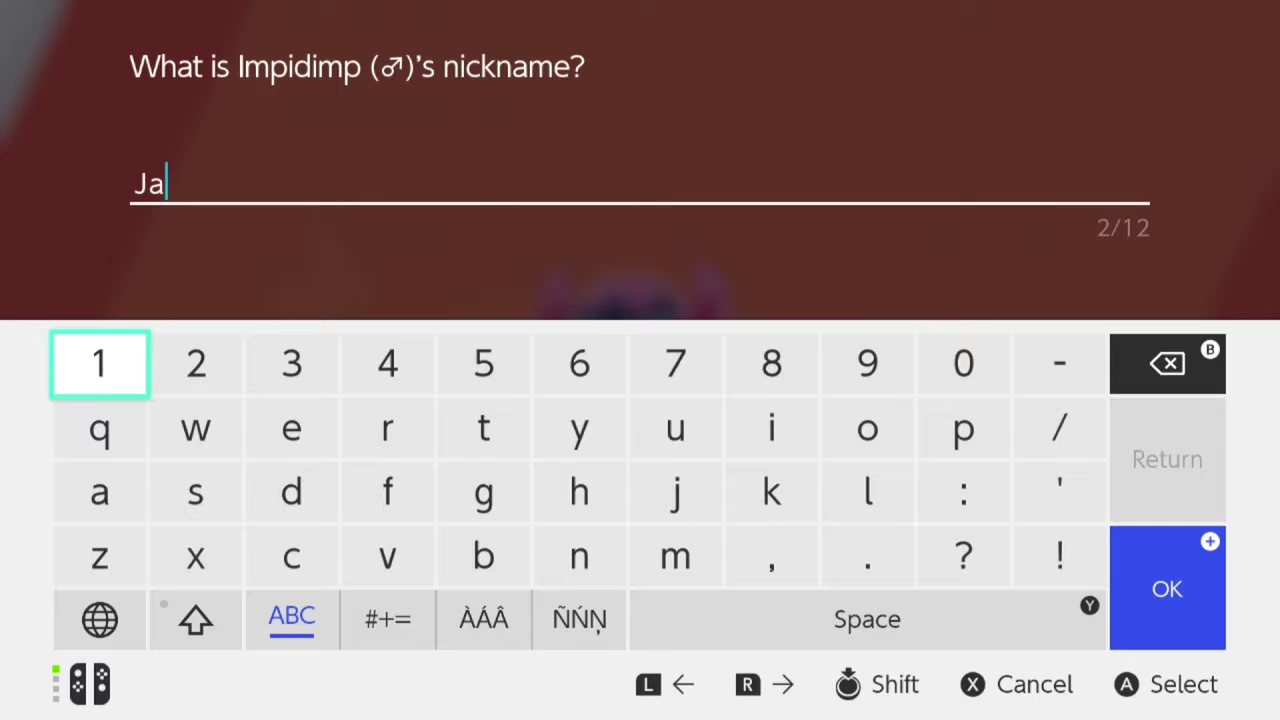 What is Impidimp (♂)'s nickname?
Ja
2/12
1 2 3 4 5 6 7 8 9 0 - B
q w e r t y u i o p /
Return
a s d f g h j k l : '
z x c v b n m , . ? ! +
OK
ABC #+= ÀÁÂ ÑŃŅ Space Y
L ← R → Shift X Cancel A Select